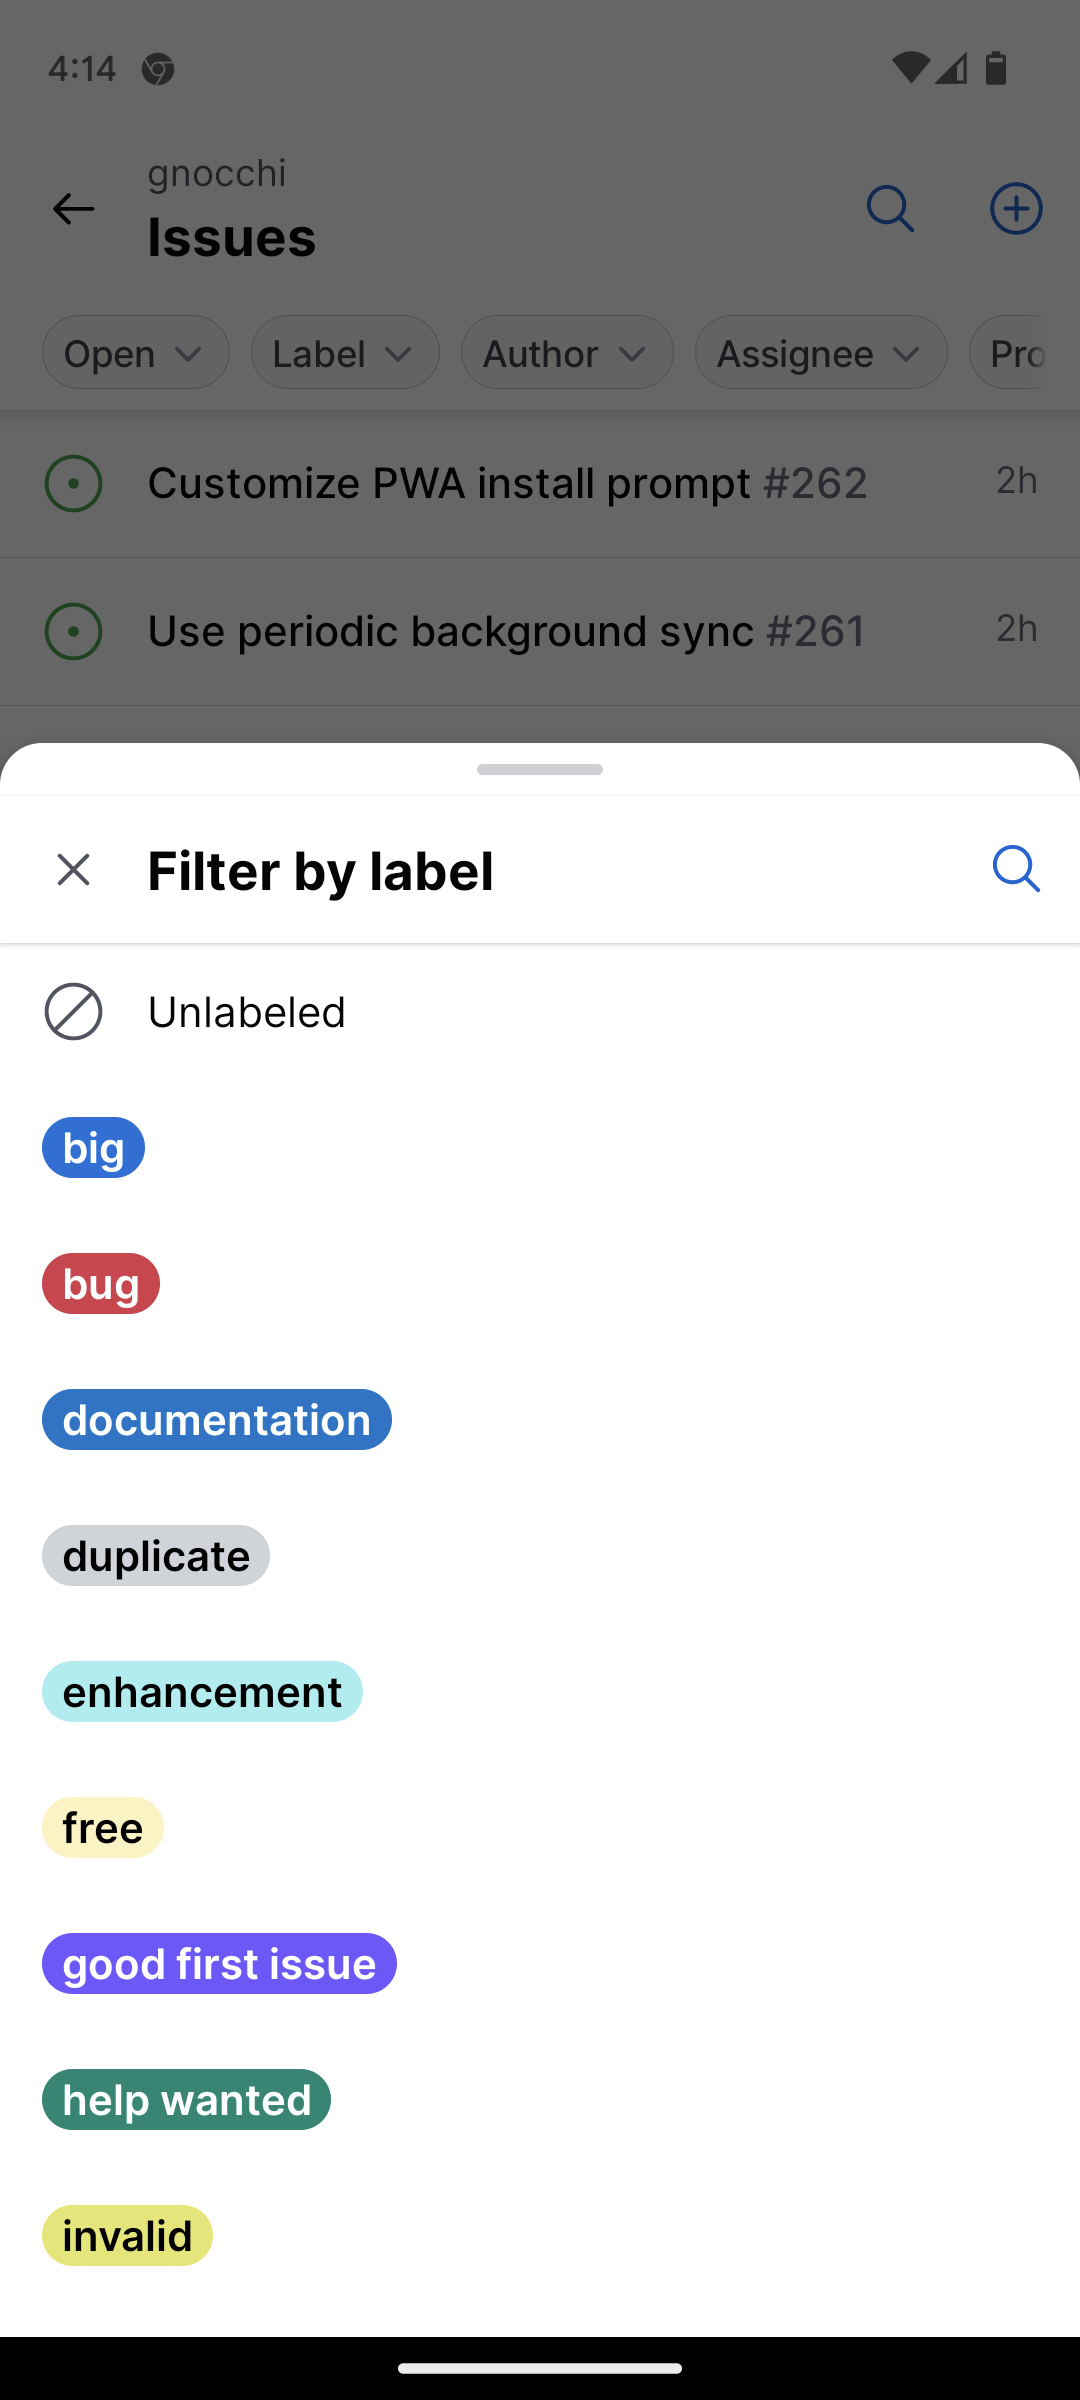 4:14
gnocchi
Issues
Open Label Author Assignee Pro
Customize PWA install prompt #262 2h
Use periodic background sync #261 2h
Filter by label
Unlabeled
big
bug
documentation
duplicate
enhancement
free
good first issue
help wanted
invalid